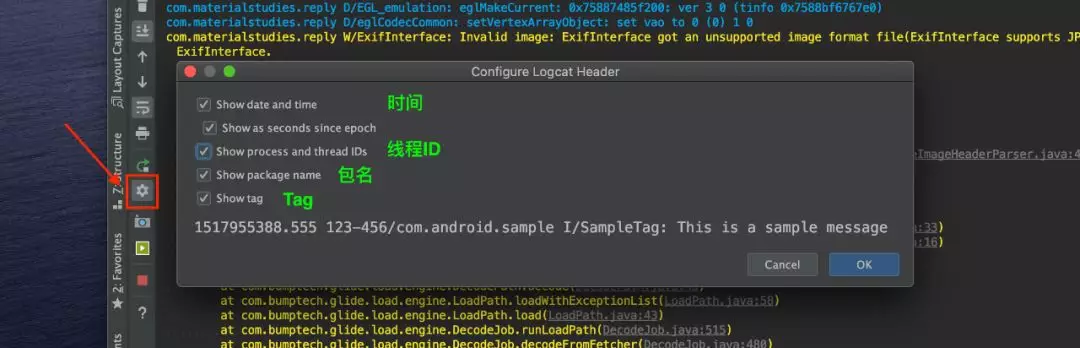 com.materialstudies.reply D/EGL_emulation: eglMakeCurrent: 0x75887485f200: ver 3 0 (tinfo 0x7588bf6767e0)
com.materialstudies.reply D/eglCodecCommon: setVertexArrayObject: set vao to 0 (0) 1 0
com.materialstudies.reply W/ExifInterface: Invalid image: ExifInterface got an unsupported image format file(ExifInterface supports JP
ExifInterface.
Layout Captures
Z: Structure
2: Favorites
Configure Logcat Header
Show date and time 时间
Show as seconds since epoch
Show process and thread IDs 线程ID
Show package name 包名
Show tag Tag
1517955388.555 123-456/com.android.sample I/SampleTag: This is a sample message
Cancel OK
eImageHeaderParser.java:4
:33)
:16)
at com.bumptech.glide.load.engine.LoadPath.loadWithExceptionList(LoadPath.java:58)
at com.bumptech.glide.load.engine.LoadPath.load(LoadPath.java:43)
at com.bumptech.glide.load.engine.DecodeJob.runLoadPath(DecodeJob.java:515)
at com.bumptech.glide.load.engine.DecodeJob.decodeFromFetcher(DecodeJob.java:480)